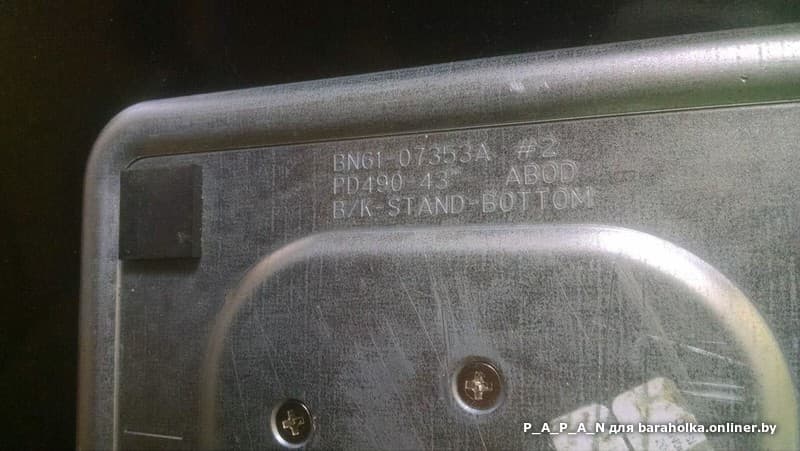 BN61-07353A #2
PD490 43" ABOD
B/K-STAND-BOTTOM
P_A_P_A_N для baraholka.onliner.by